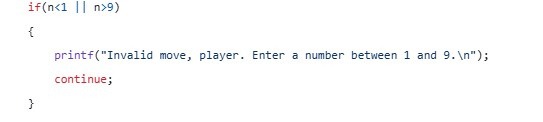 if(n<1 || n>9)
{
    printf("Invalid move, player. Enter a number between 1 and 9.\n");
    continue;
}